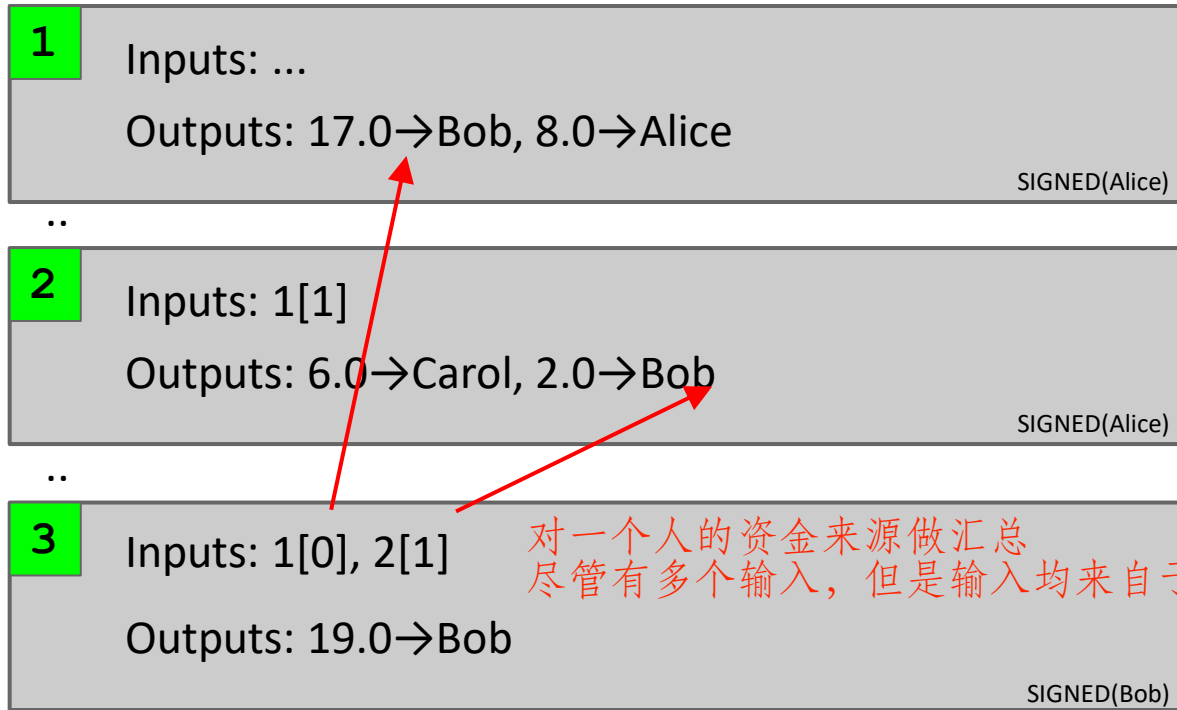 1
Inputs: ...
Outputs: 17.0→Bob, 8.0→Alice
SIGNED(Alice)
..
2
Inputs: 1[1]
Outputs: 6.0→Carol, 2.0→Bob
SIGNED(Alice)
..
3
Inputs: 1[0], 2[1]
对一个人的资金来源做汇总
尽管有多个输入，但是输入均来自于
Outputs: 19.0→Bob
SIGNED(Bob)